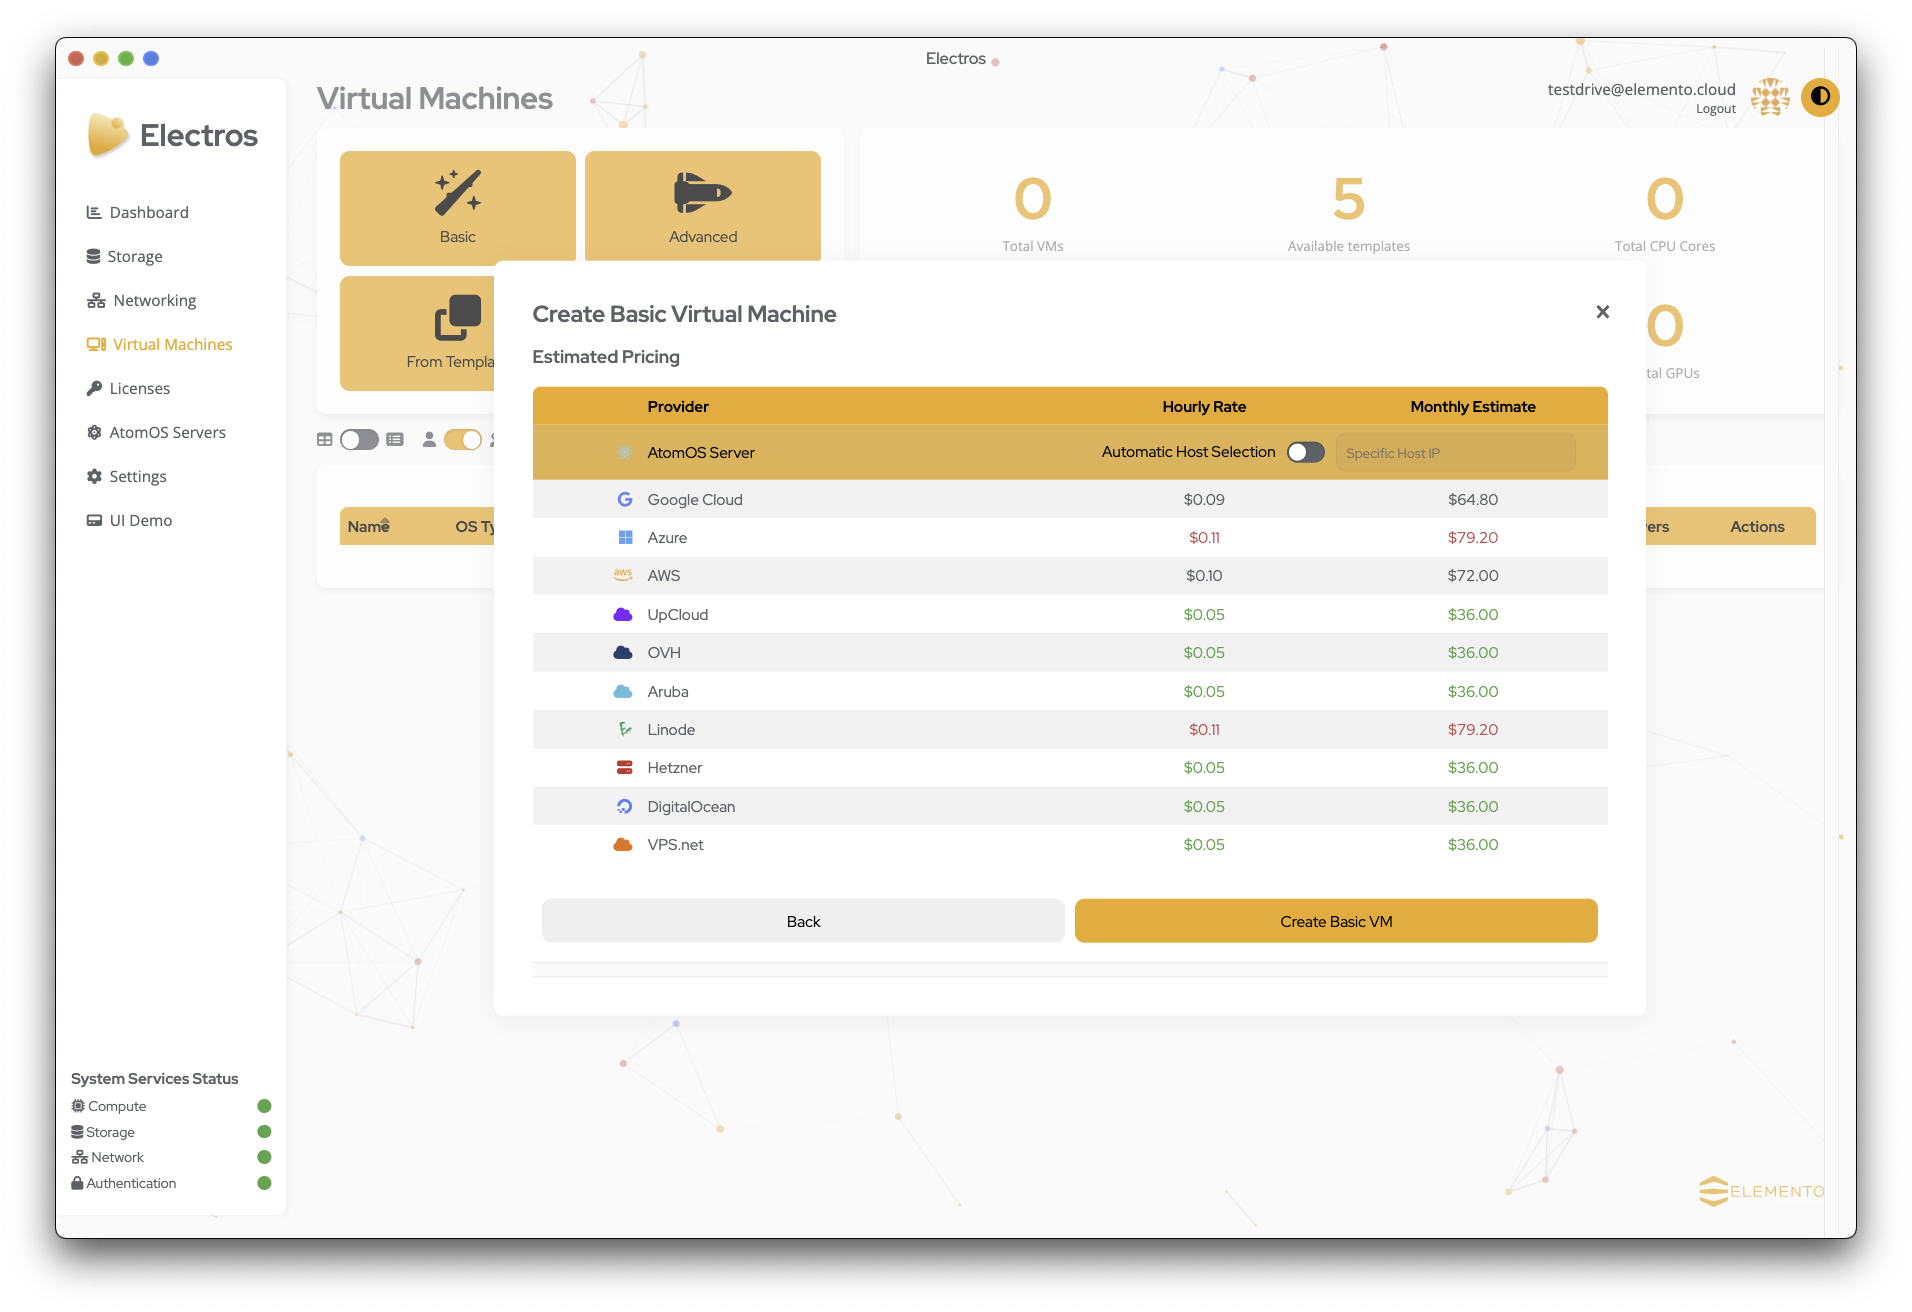 Electros
testdrive@elemento.cloud
Logout
Electros
Dashboard
Storage
Networking
Virtual Machines
Licenses
AtomOS Servers
Settings
UI Demo
System Services Status
Compute
Storage
Network
Authentication
Virtual Machines
Basic
Advanced
From Templa
0
Total VMs
5
Available templates
0
Total CPU Cores
0
tal GPUs
Name
OS Ty
ers
Actions
Create Basic Virtual Machine
Estimated Pricing
Provider Hourly Rate Monthly Estimate
AtomOS Server Automatic Host Selection Specific Host IP
Google Cloud $0.09 $64.80
Azure $0.11 $79.20
aws AWS $0.10 $72.00
UpCloud $0.05 $36.00
OVH $0.05 $36.00
Aruba $0.05 $36.00
Linode $0.11 $79.20
Hetzner $0.05 $36.00
DigitalOcean $0.05 $36.00
VPS.net $0.05 $36.00
Back
Create Basic VM
ELEMENTO